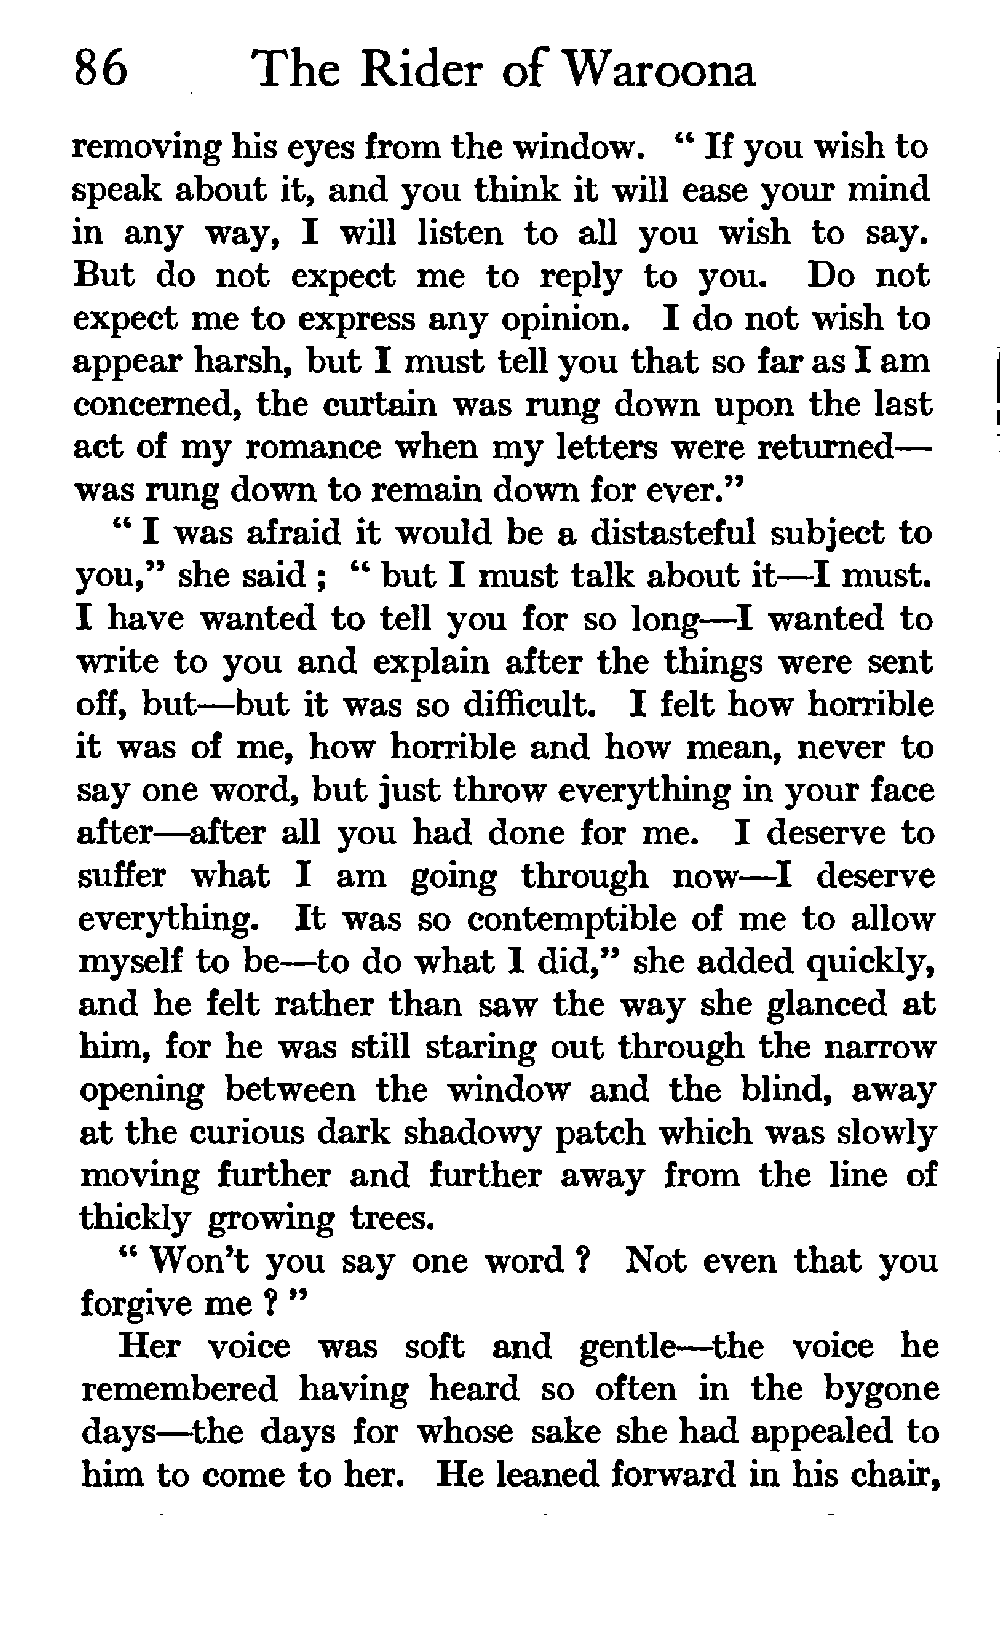 86 The Rider of Waroona
removing his eyes from the window. “ If you wish to
speak about it, and you think it will ease your mind
in any way, I will listen to all you wish to say.
But do not expect me to reply to you. Do not
expect me to express any opinion. I do not wish to
appear harsh, but I must tell you that so far as I am
concerned, the curtain was rung down upon the last
act of my romance when my letters were returned—
was rung down to remain down for ever.”
“ I was afraid it would be a distasteful subject to
you,” she said ; “ but I must talk about it—I must.
I have wanted to tell you for so long—I wanted to
write to you and explain after the things were sent
off, but—but it was so difficult. I felt how horrible
it was of me, how horrible and how mean, never to
say one word, but just throw everything in your face
after—after all you had done for me. I deserve to
suffer what I am going through now—I deserve
everything. It was so contemptible of me to allow
myself to be—to do what I did,” she added quickly,
and he felt rather than saw the way she glanced at
him, for he was still staring out through the narrow
opening between the window and the blind, away
at the curious dark shadowy patch which was slowly
moving further and further away from the line of
thickly growing trees.
“ Won’t you say one word ? Not even that you
forgive me ? ”
Her voice was soft and gentle—the voice he
remembered having heard so often in the bygone
days—the days for whose sake she had appealed to
him to come to her. He leaned forward in his chair,